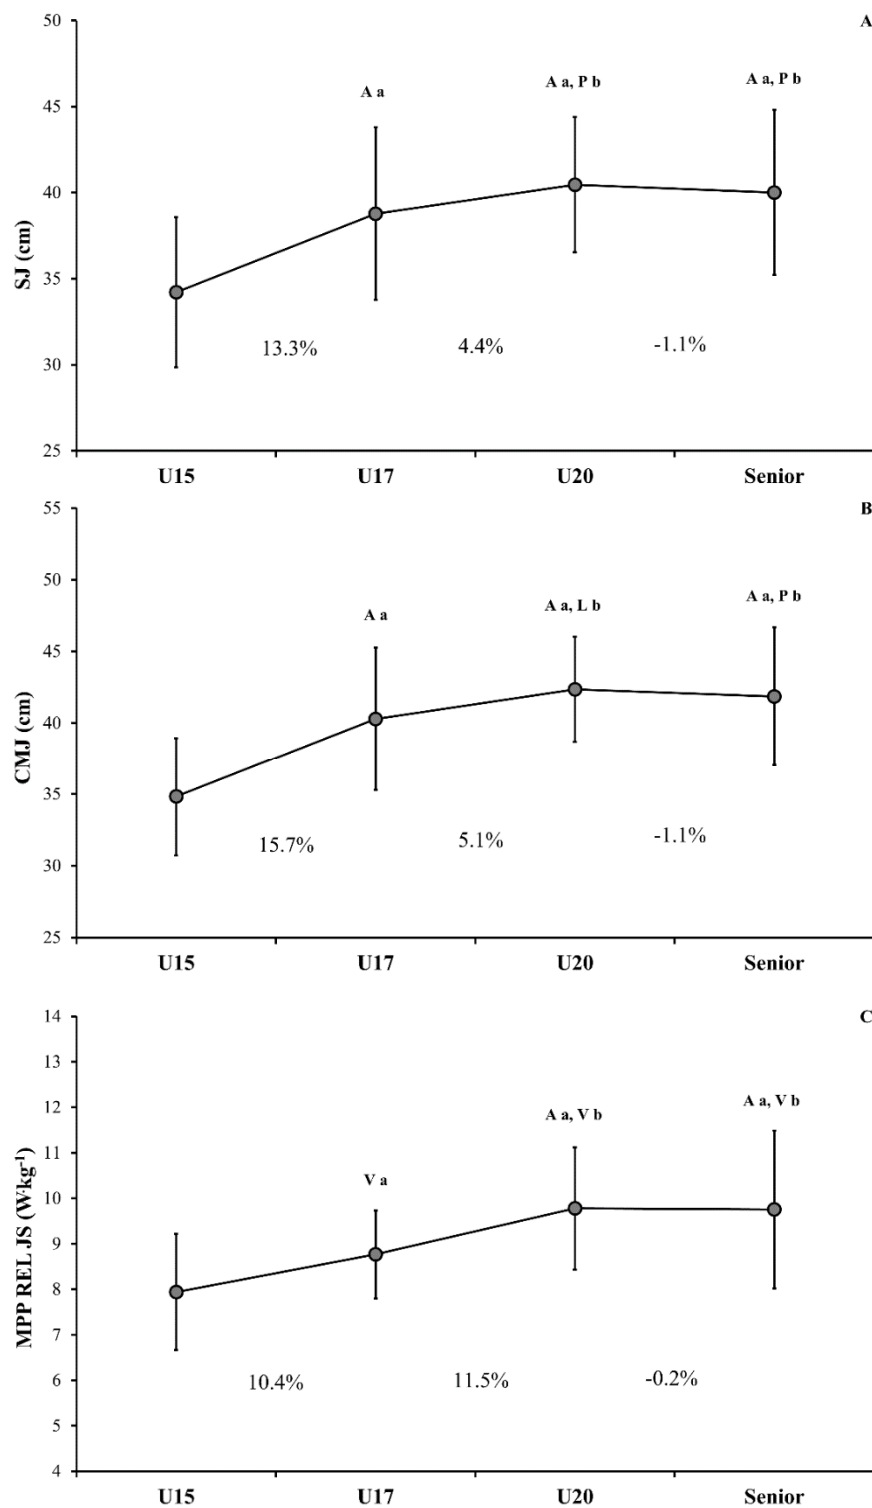 50
A
45
A a
A a, P b
A a, P b
40
SJ (cm)
35
13.3%
4.4%
-1.1%
30
25
U15
U17
U20
Senior
55
B
50
A a
A a, L b
A a, P b
45
40
CMJ (cm)
35
15.7%
5.1%
-1.1%
30
25
U15
U17
U20
Senior
14
C
13
12
A a, V b
A a, V b
11
V a
10
MPP REL JS (W·kg⁻¹)
9
8
7
10.4%
11.5%
-0.2%
6
5
4
U15
U17
U20
Senior